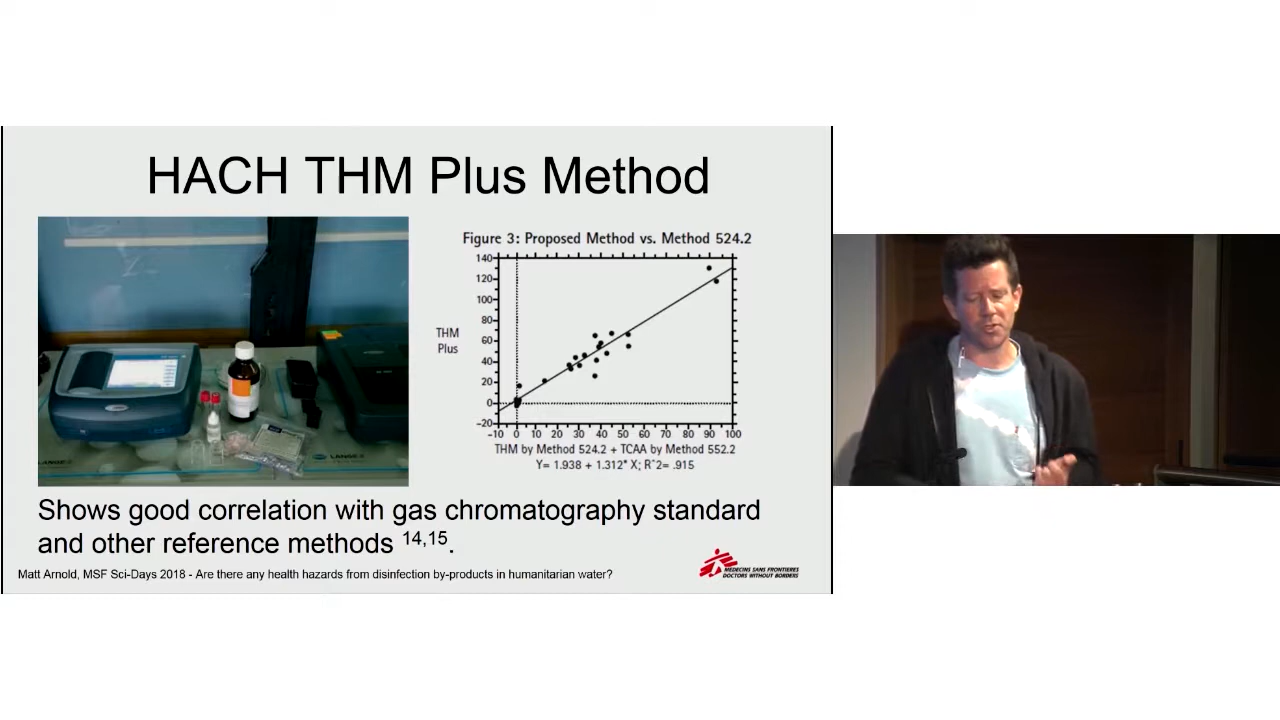 HACH THM Plus Method
Figure 3: Proposed Method vs. Method 524.2
140
120
100
80
60
40
20
0
-20
THM
Plus
-10 0 10 20 30 40 50 60 70 80 90 100
THM by Method 524.2 + TCAA by Method 552.2
Y= 1.938 + 1.312* X; R^2= .915
LANGE
Shows good correlation with gas chromatography standard
and other reference methods 14,15.
Matt Arnold, MSF Sci-Days 2018 - Are there any health hazards from disinfection by-products in humanitarian water?
MEDECINS SANS FRONTIERES
DOCTORS WITHOUT BORDERS